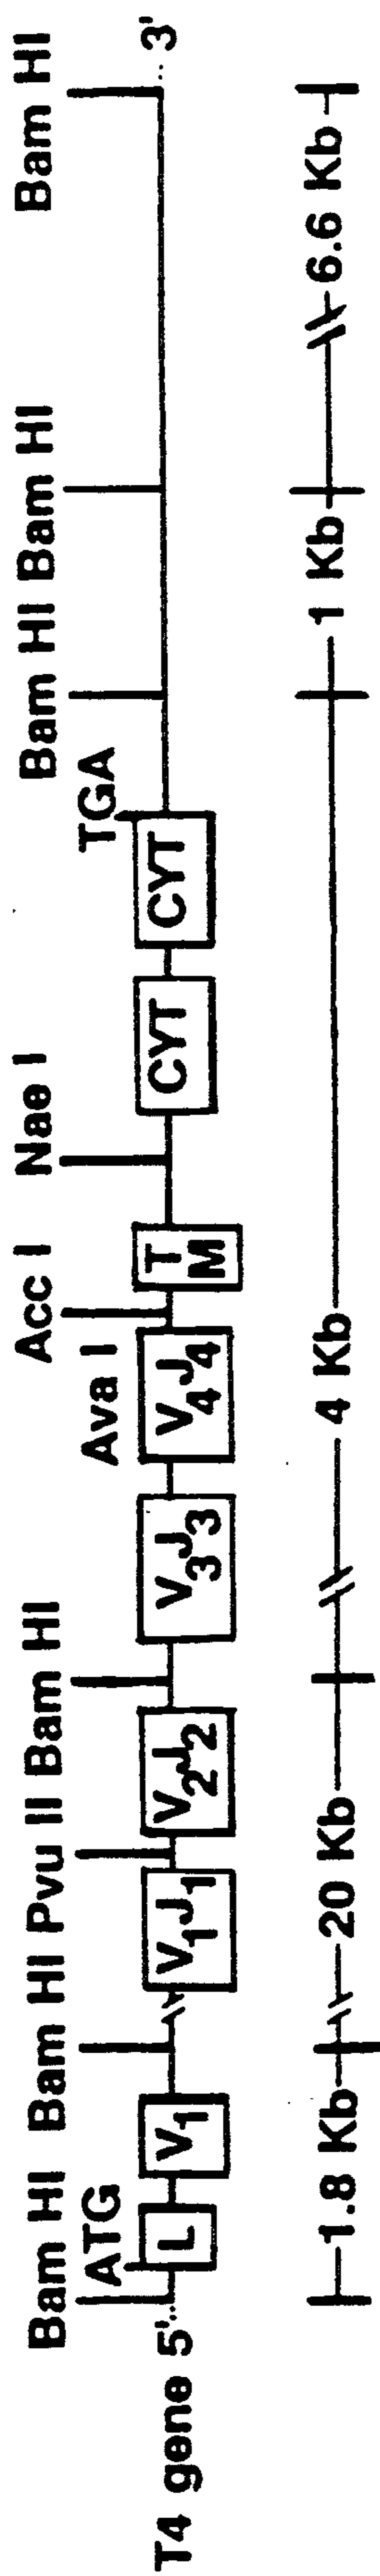 Bam HI Bam HI Pvu II Bam HI Acc I Nae I Bam HI Bam HI Bam HI
ATG Ava I TGA
T4 gene 5'... L V1 V1J1 V2J2 V3J3 V4J4 TM CYT CYT ...3'
1.8 Kb 20 Kb 4 Kb 1 Kb 6.6 Kb